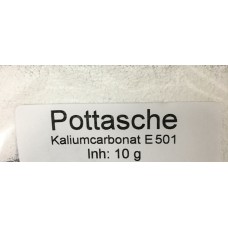 Pottasche
Kaliumcarbonat E 501
Inh: 10 g